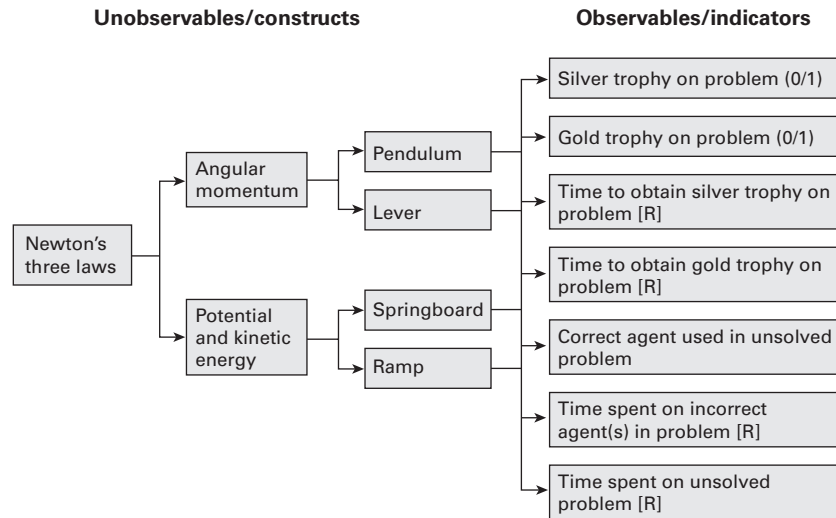 Unobservables/constructs
Observables/indicators
Newton's
three laws
Angular
momentum
Potential
and kinetic
energy
Pendulum
Lever
Springboard
Ramp
Silver trophy on problem (0/1)
Gold trophy on problem (0/1)
Time to obtain silver trophy on
problem [R]
Time to obtain gold trophy on
problem [R]
Correct agent used in unsolved
problem
Time spent on incorrect
agent(s) in problem [R]
Time spent on unsolved
problem [R]